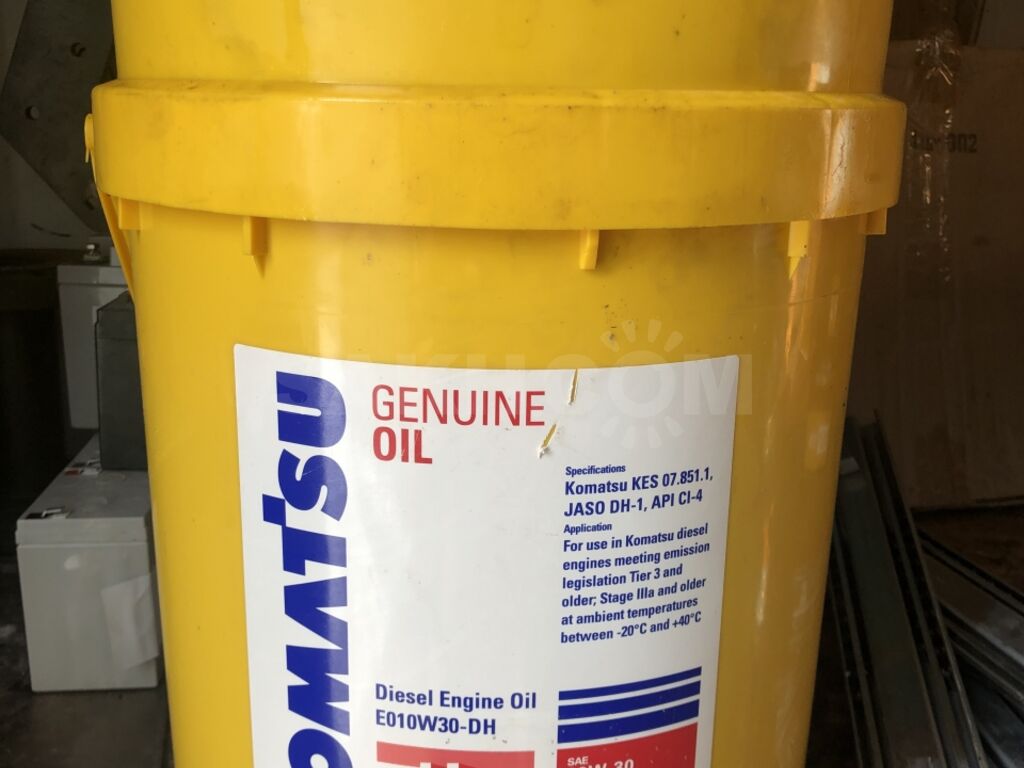 KOMATSU
GENUINE
OIL
Specifications
Komatsu KES 07.851.1,
JASO DH-1, API CI-4
Application
For use in Komatsu diesel
engines meeting emission
legislation Tier 3 and
older; Stage IIIa and older
at ambient temperatures
between -20°C and +40°C
Diesel Engine Oil
EO10W30-DH
SAE